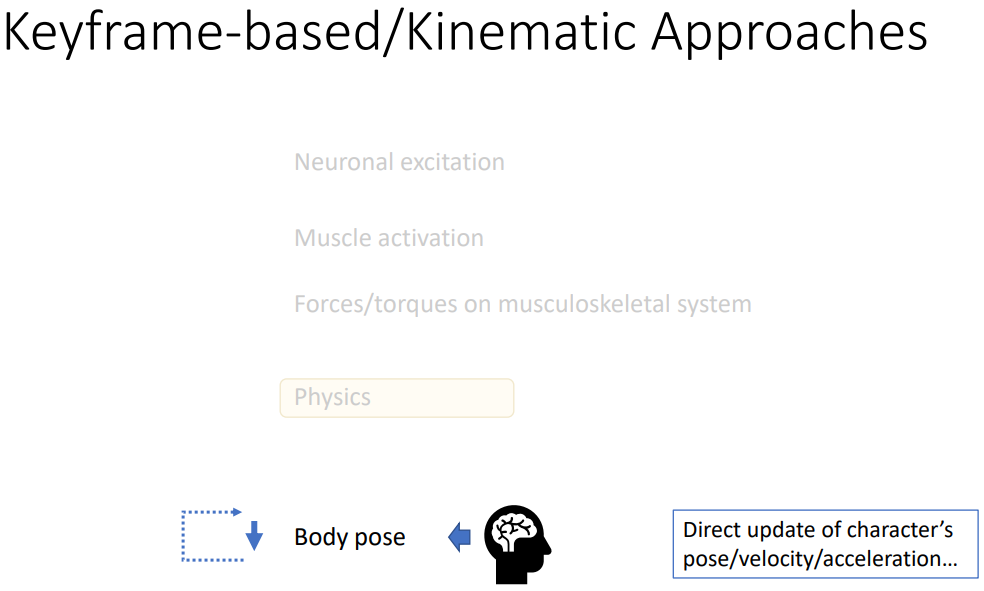 Keyframe-based/Kinematic Approaches
Neuronal excitation
Muscle activation
Forces/torques on musculoskeletal system
Physics
Body pose
Direct update of character’s
pose/velocity/acceleration…